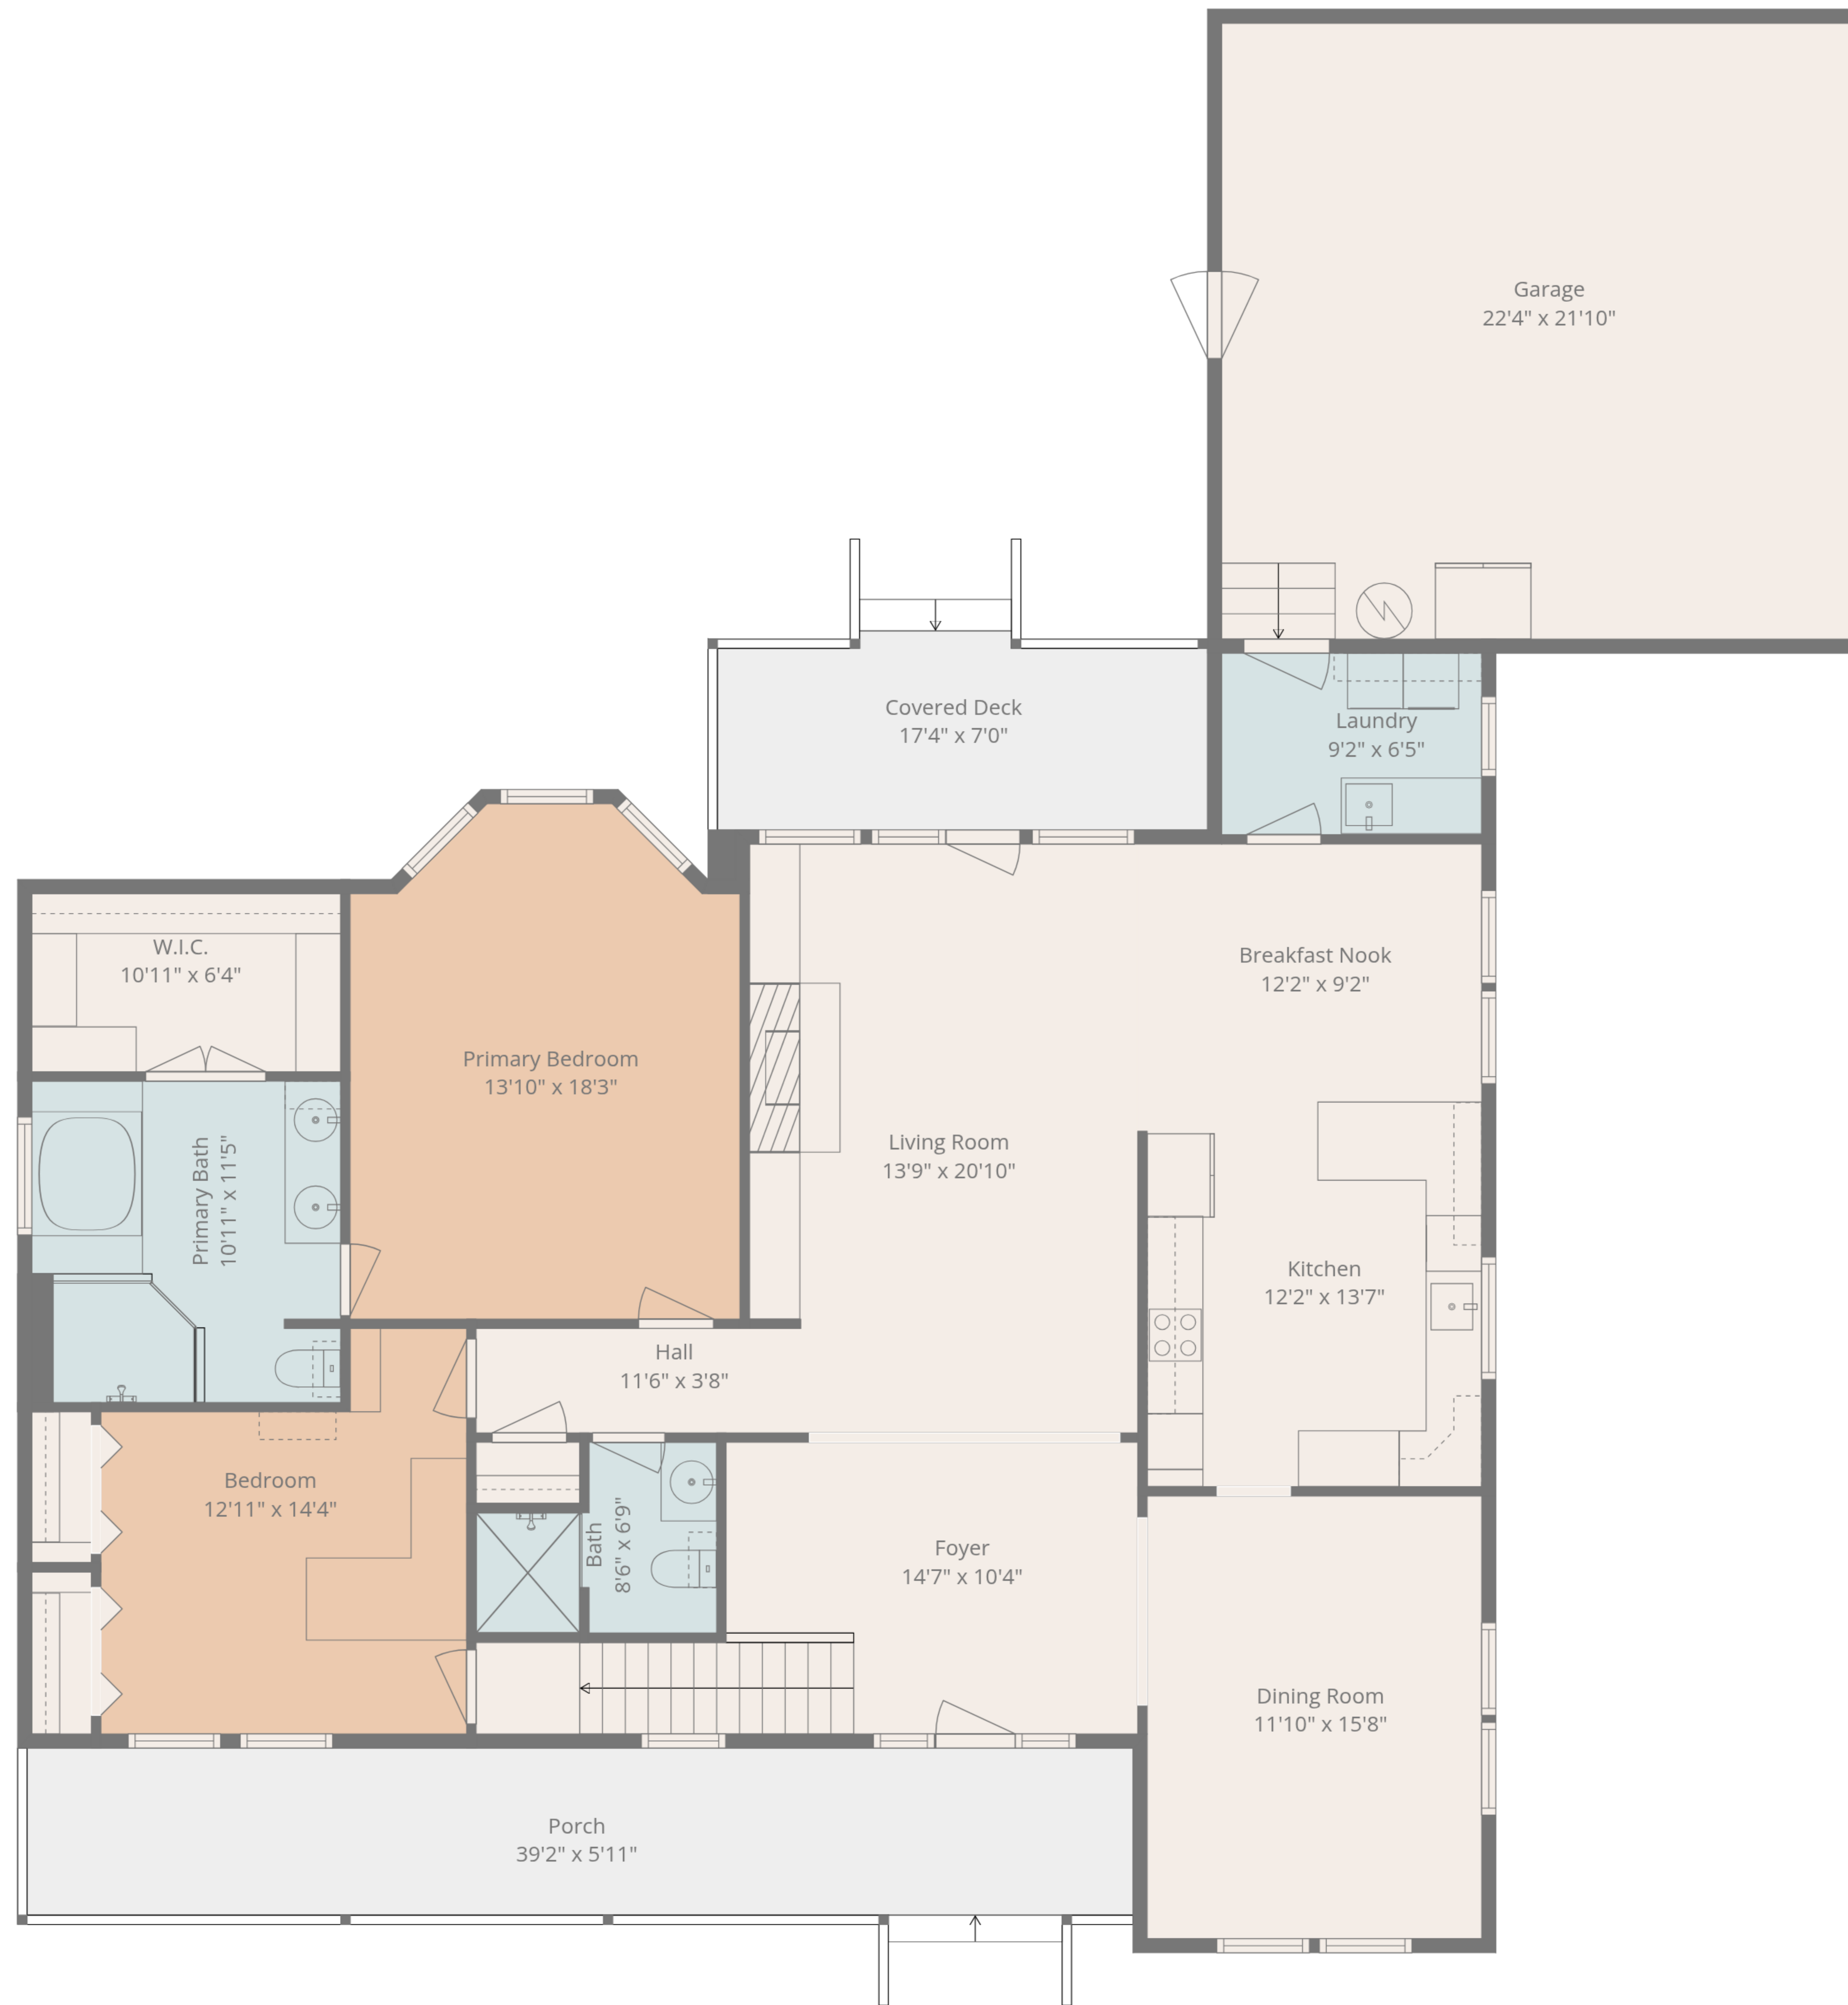 Garage
22'4" x 21'10"
Covered Deck
17'4" x 7'0"
Laundry
9'2" x 6'5"
W.I.C.
10'11" x 6'4"
Breakfast Nook
12'2" x 9'2"
Primary Bedroom
13'10" x 18'3"
Living Room
13'9" x 20'10"
Primary Bath
10'11" x 11'5"
Kitchen
12'2" x 13'7"
Hall
11'6" x 3'8"
Bedroom
12'11" x 14'4"
Bath
8'6" x 6'9"
Foyer
14'7" x 10'4"
Dining Room
11'10" x 15'8"
Porch
39'2" x 5'11"